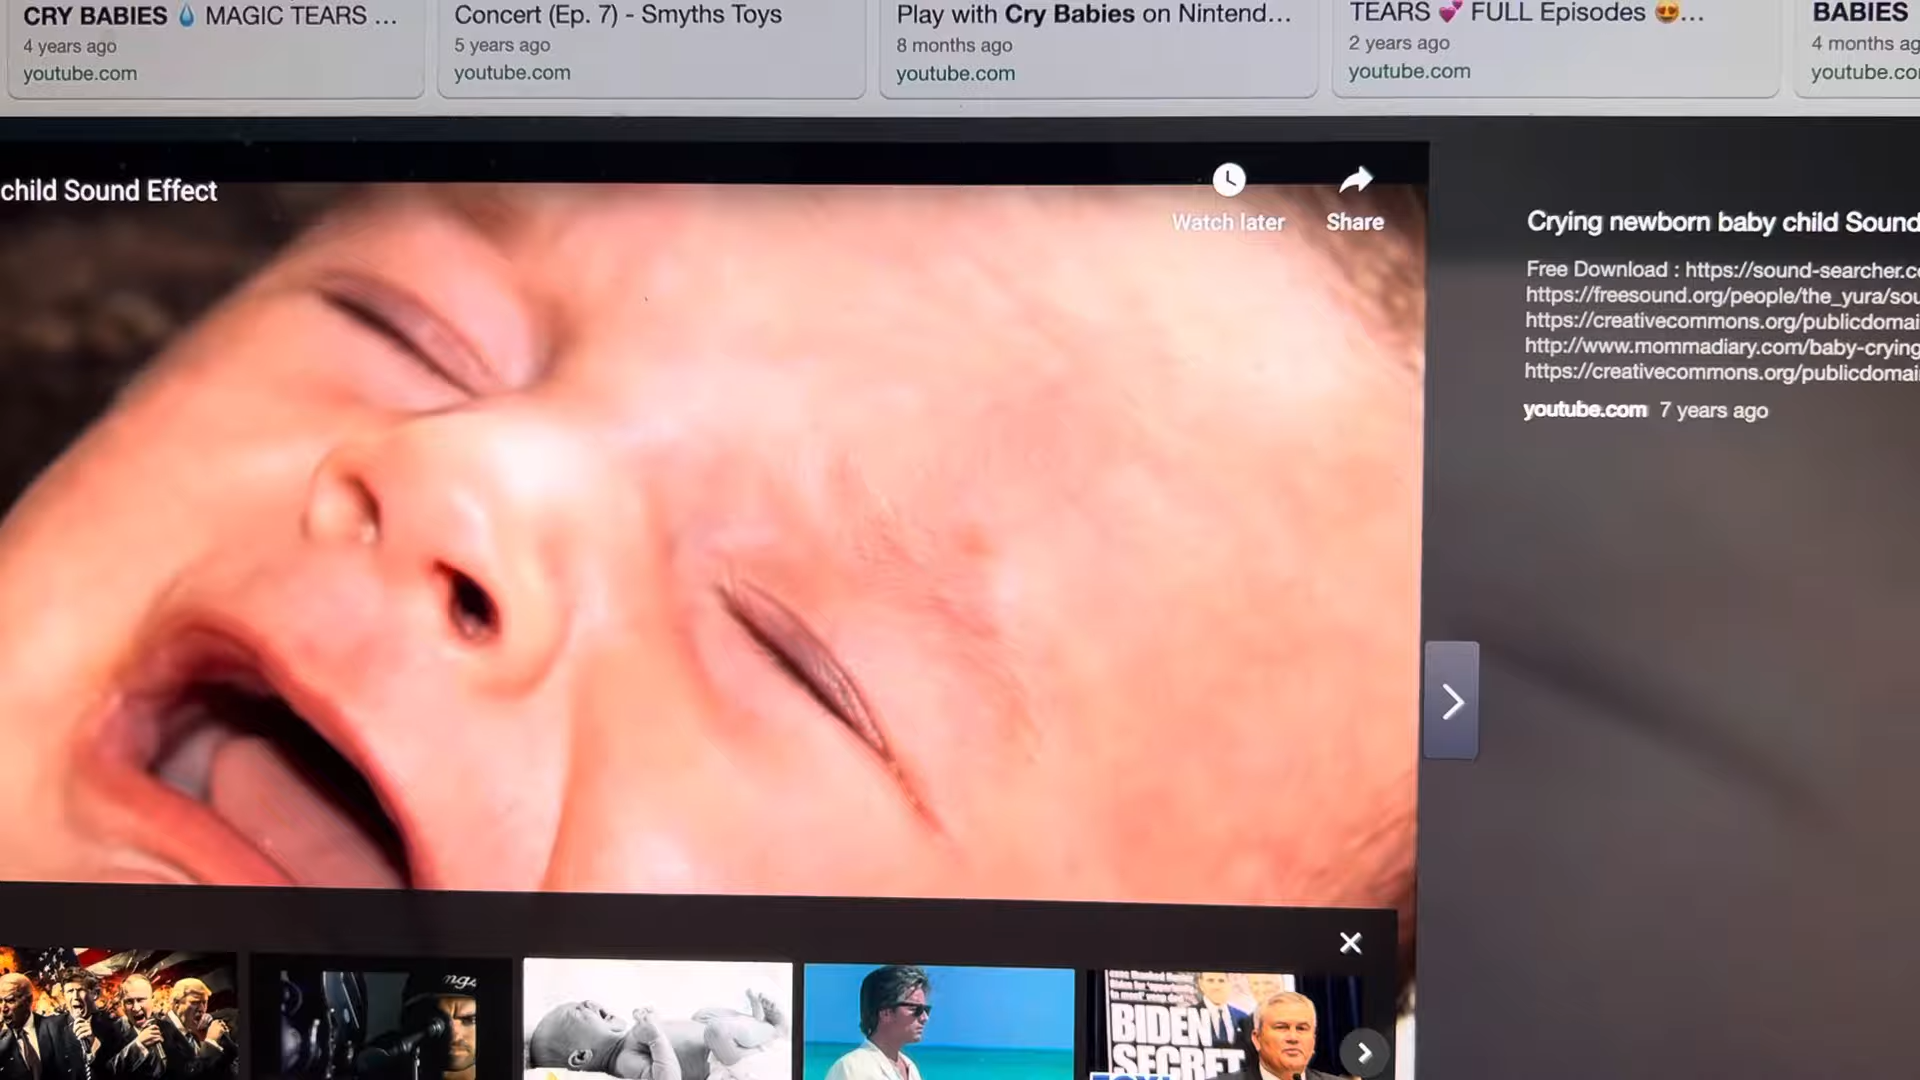 CRY BABIES 💧 MAGIC TEARS ...
4 years ago
youtube.com
Concert (Ep. 7) - Smyths Toys
5 years ago
youtube.com
Play with Cry Babies on Nintend...
8 months ago
youtube.com
TEARS 💕 FULL Episodes 😍...
2 years ago
youtube.com
BABIES
4 months ag
youtube.co
child Sound Effect
Watch later
Share
Crying newborn baby child Sound
Free Download : https://sound-searcher.c
https://freesound.org/people/the_yura/sou
https://creativecommons.org/publicdomai
http://www.mommadiary.com/baby-crying
https://creativecommons.org/publicdomai
youtube.com 7 years ago
ngs
BIDEN
SECRET